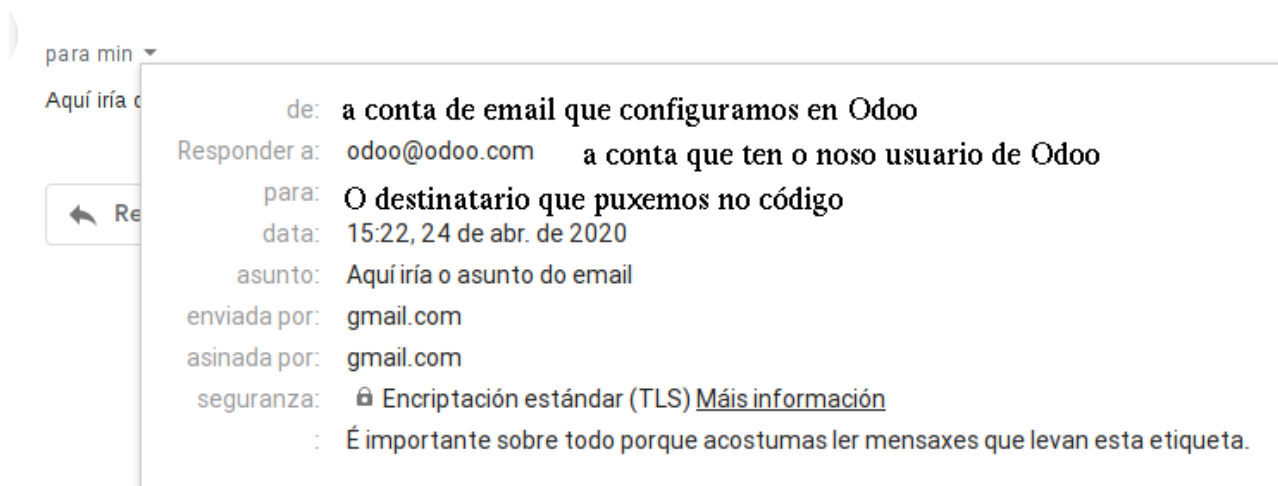 para min
Aquí iría
de: a conta de email que configuramos en Odoo
Responder a: odoo@odoo.com a conta que ten o noso usuario de Odoo
para: O destinatario que puxemos no código
Re
data: 15:22, 24 de abr. de 2020
asunto: Aquí iría o asunto do email
enviada por: gmail.com
asinada por: gmail.com
seguranza: Encriptación estándar (TLS) Máis información
: É importante sobre todo porque acostumas ler mensaxes que levan esta etiqueta.